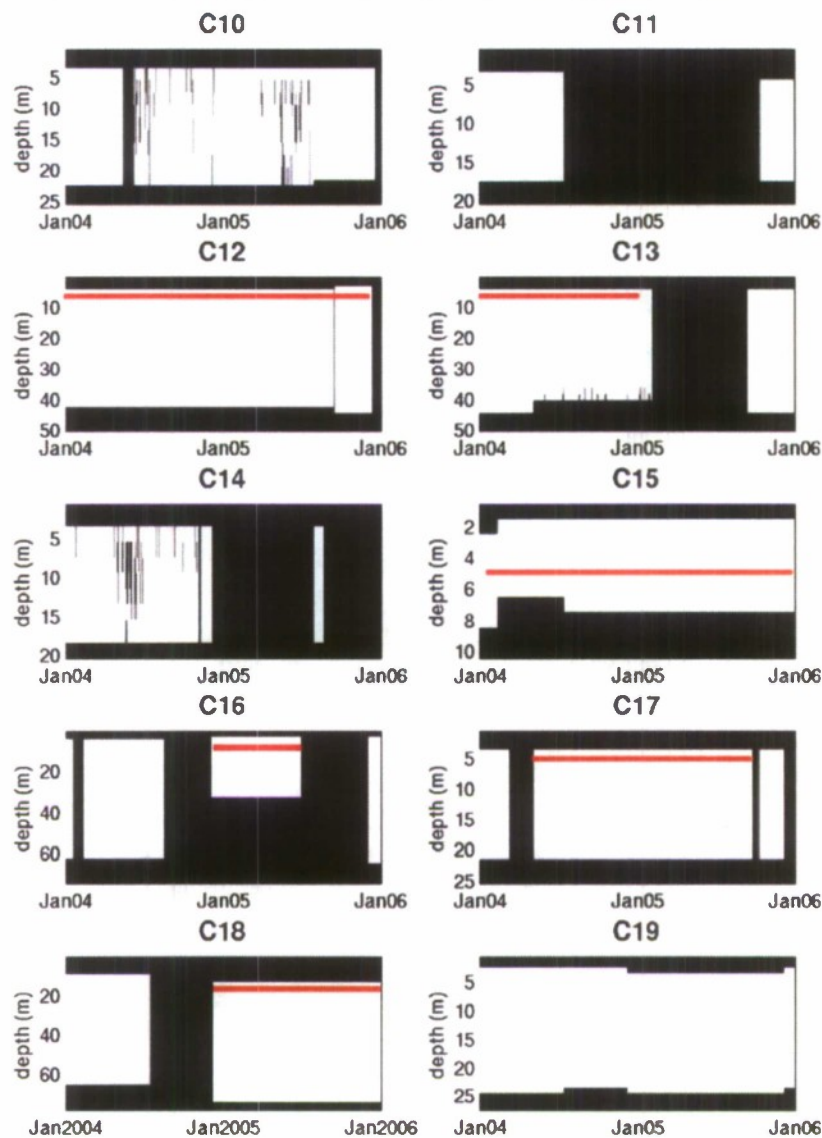 C10
depth (m)
5
10
15
20
25
Jan04 Jan05 Jan06
C11
depth (m)
5
10
15
20
Jan04 Jan05 Jan06
C12
depth (m)
10
20
30
40
50
Jan04 Jan05 Jan06
C13
depth (m)
10
20
30
40
50
Jan04 Jan05 Jan06
C14
depth (m)
5
10
15
20
Jan04 Jan05 Jan06
C15
depth (m)
2
4
6
8
10
Jan04 Jan05 Jan06
C16
depth (m)
20
40
60
Jan04 Jan05 Jan06
C17
depth (m)
5
10
15
20
25
Jan04 Jan05 Jan06
C18
depth (m)
20
40
60
Jan2004 Jan2005 Jan2006
C19
depth (m)
5
10
15
20
25
Jan04 Jan05 Jan06